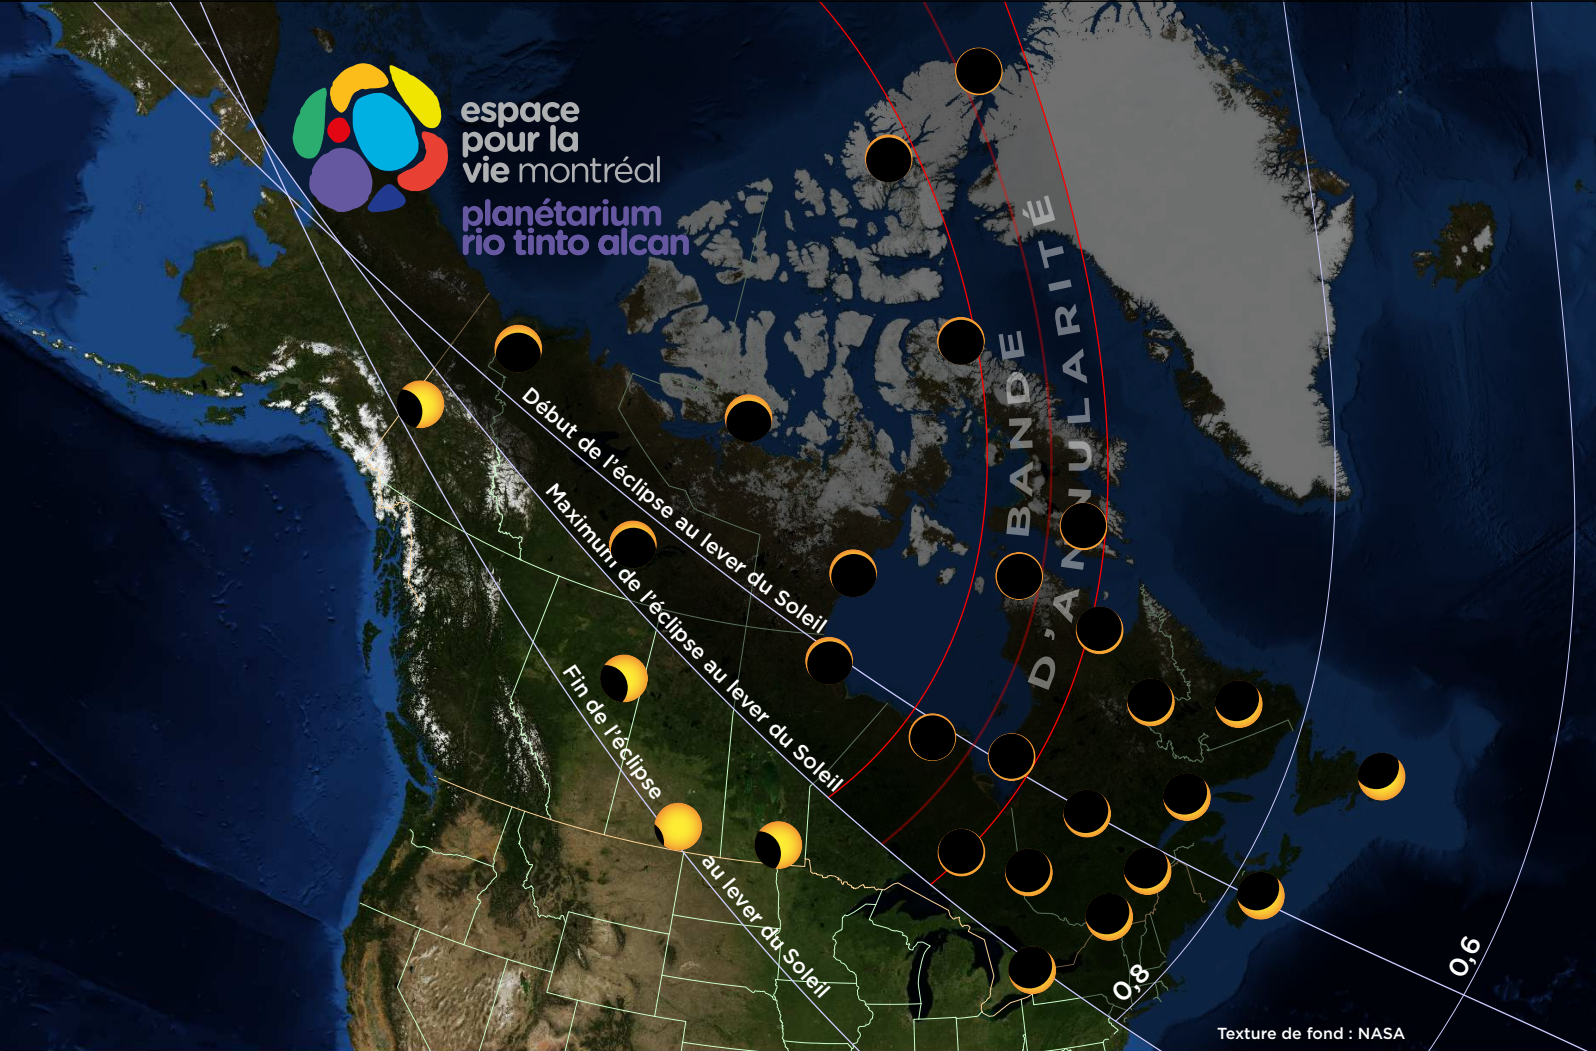 espace
pour la
vie montréal
planétarium
rio tinto alcan
BANDE
D'ANNULARITÉ
Début de l'éclipse au lever du Soleil
Maximum de l'éclipse au lever du Soleil
Fin de l'éclipse au lever du Soleil
0,8
0,6
Texture de fond : NASA